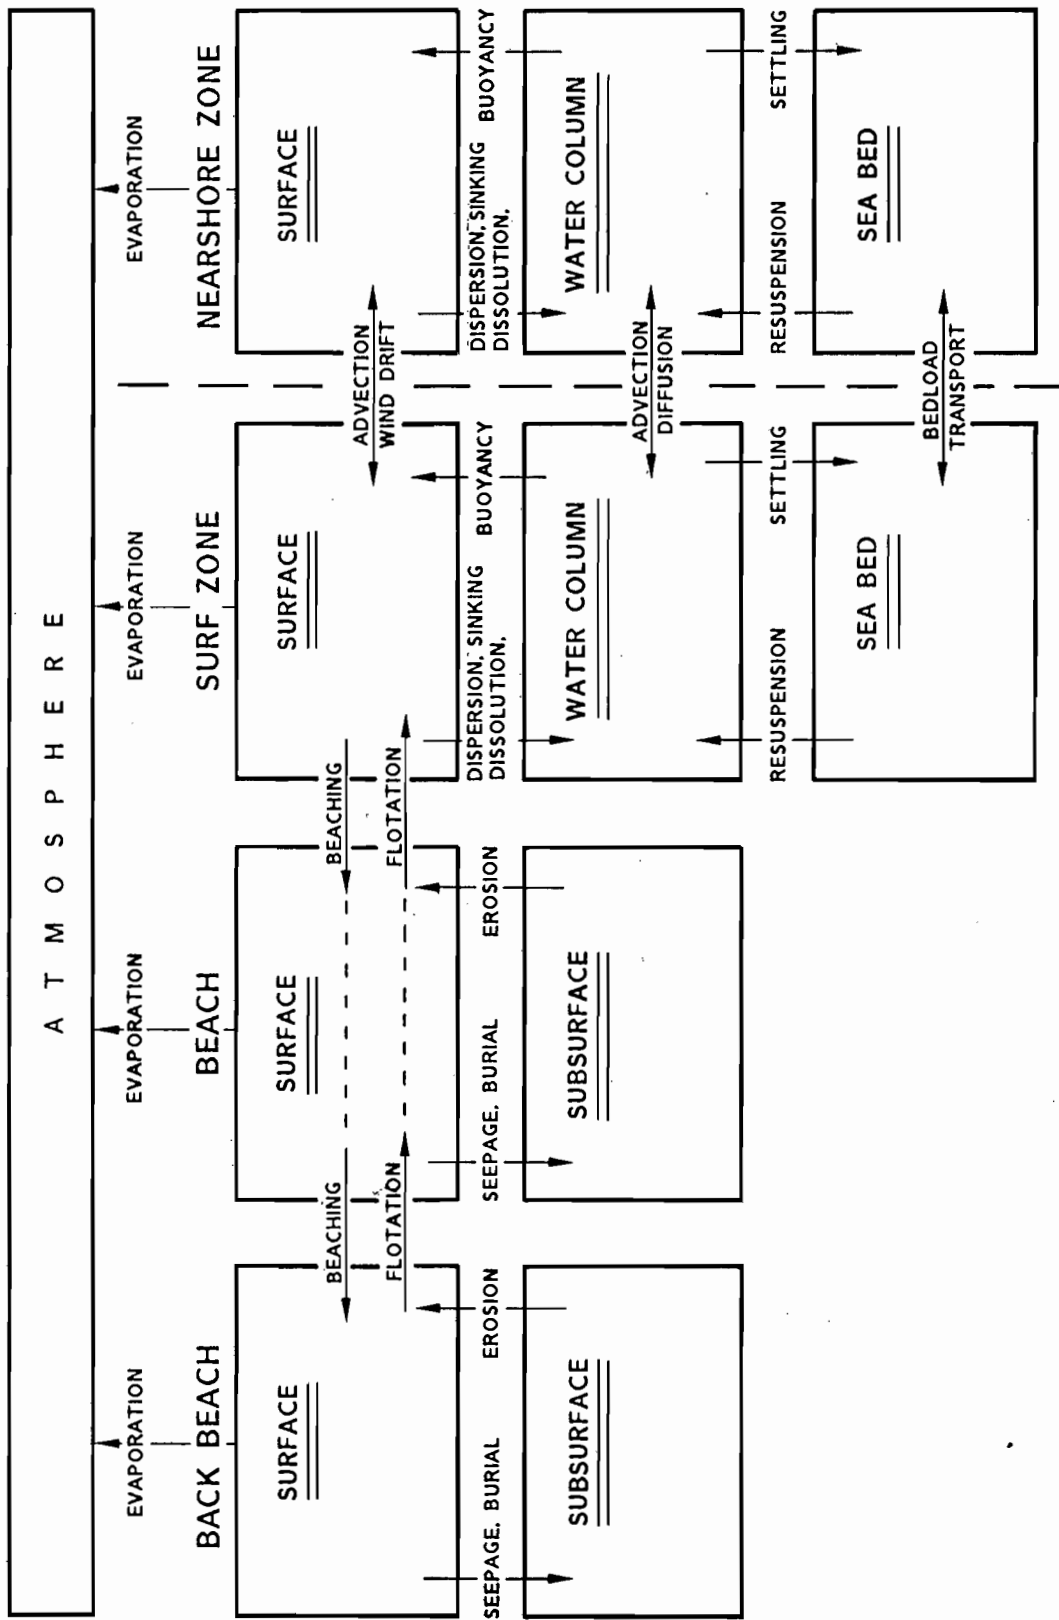 ATMOSPHERE
EVAPORATION
EVAPORATION
EVAPORATION
EVAPORATION
BACK BEACH
BEACH
SURF ZONE
NEARSHORE ZONE
SURFACE
SURFACE
SURFACE
SURFACE
BEACHING
BEACHING
ADVECTION
WIND DRIFT
FLOTATION
FLOTATION
SEEPAGE, BURIAL
EROSION
SEEPAGE, BURIAL
EROSION
DISPERSION, SINKING
DISSOLUTION,
BUOYANCY
DISPERSION, SINKING
DISSOLUTION,
BUOYANCY
SUBSURFACE
SUBSURFACE
WATER COLUMN
WATER COLUMN
ADVECTION
DIFFUSION
RESUSPENSION
SETTLING
RESUSPENSION
SETTLING
SEA BED
SEA BED
BEDLOAD
TRANSPORT